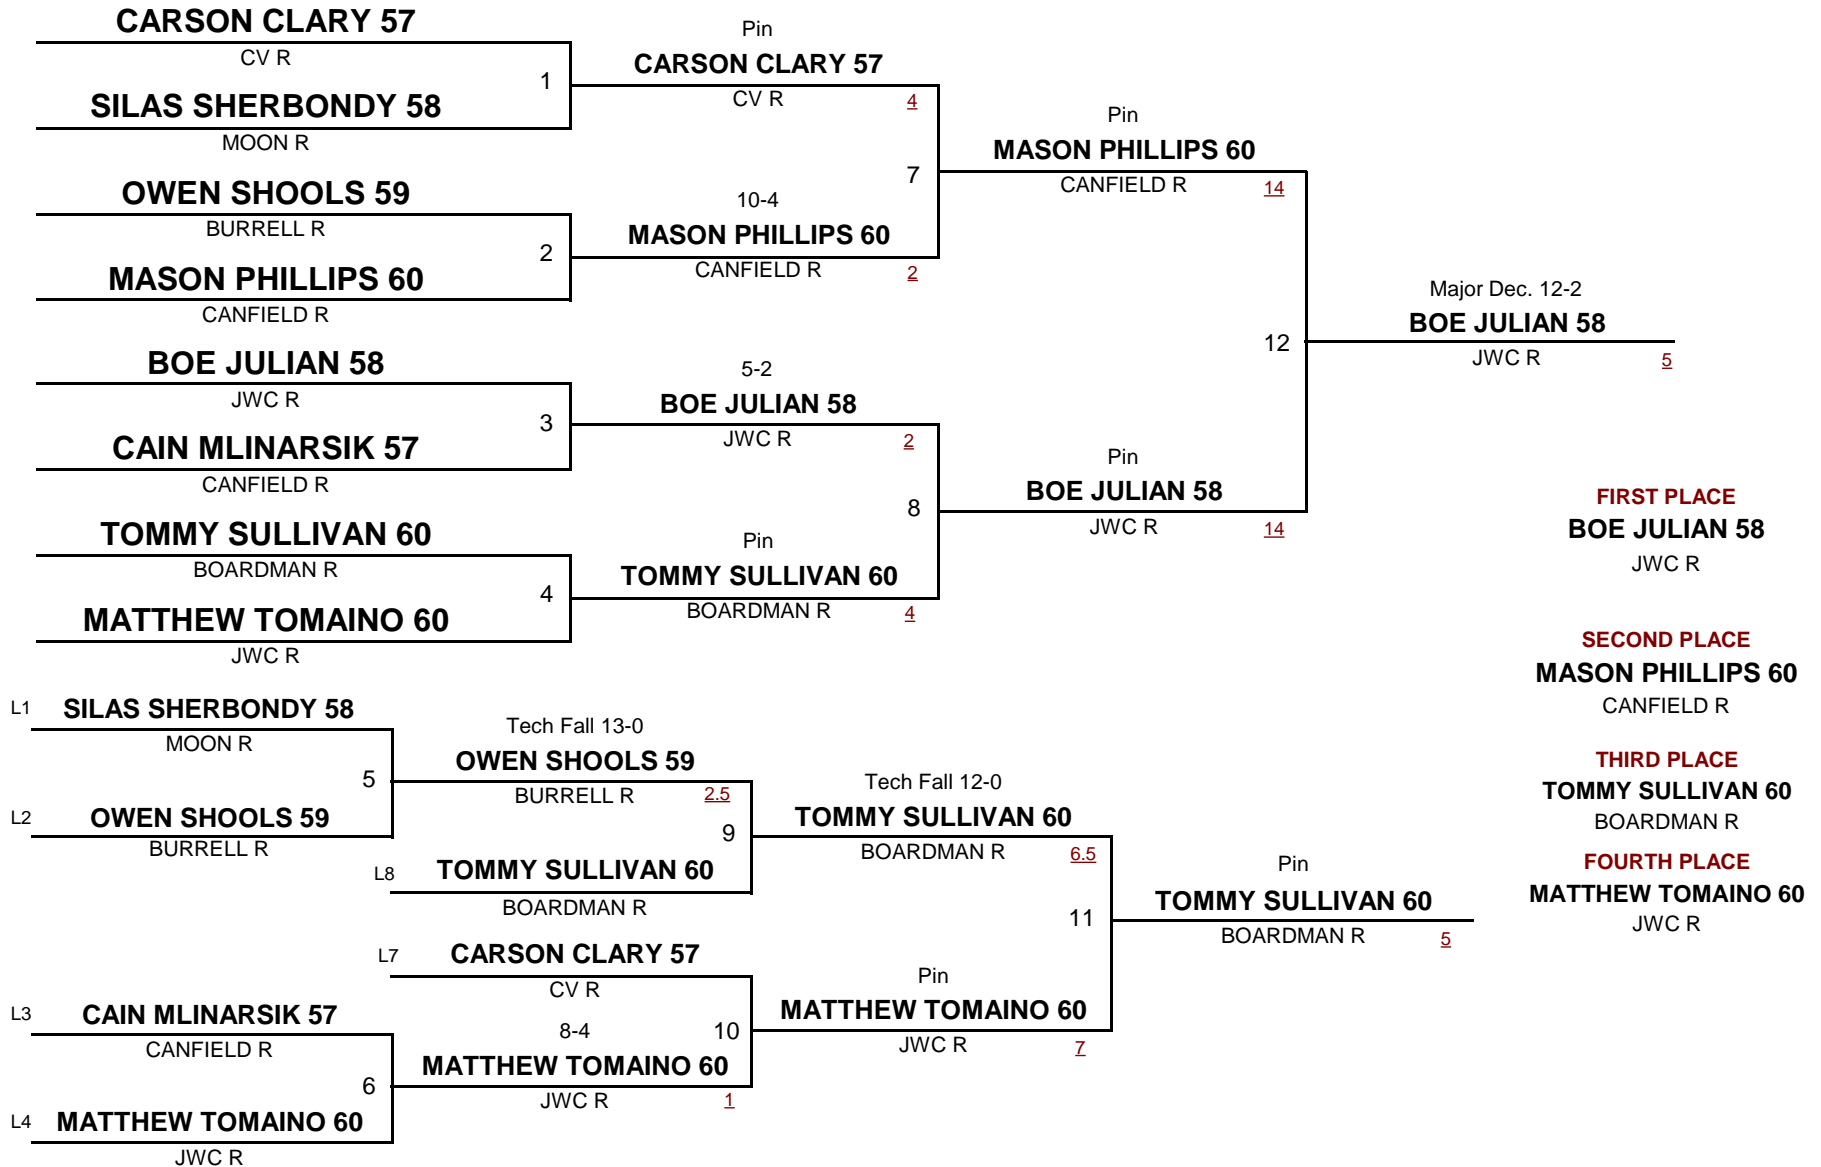 CARSON CLARY 57
CV R
1
SILAS SHERBONDY 58
MOON R
OWEN SHOOLS 59
BURRELL R
2
MASON PHILLIPS 60
CANFIELD R
BOE JULIAN 58
JWC R
3
CAIN MLINARSIK 57
CANFIELD R
TOMMY SULLIVAN 60
BOARDMAN R
4
MATTHEW TOMAINO 60
JWC R
Pin
CARSON CLARY 57
CV R 4
7
10-4
MASON PHILLIPS 60
CANFIELD R 2
5-2
BOE JULIAN 58
JWC R 2
8
Pin
TOMMY SULLIVAN 60
BOARDMAN R 4
Pin
MASON PHILLIPS 60
CANFIELD R 14
12
Pin
BOE JULIAN 58
JWC R 14
Major Dec. 12-2
BOE JULIAN 58
JWC R 5
FIRST PLACE
BOE JULIAN 58
JWC R
SECOND PLACE
MASON PHILLIPS 60
CANFIELD R
THIRD PLACE
TOMMY SULLIVAN 60
BOARDMAN R
FOURTH PLACE
MATTHEW TOMAINO 60
JWC R
L1 SILAS SHERBONDY 58
MOON R
5
L2 OWEN SHOOLS 59
BURRELL R
L3 CAIN MLINARSIK 57
CANFIELD R
6
L4 MATTHEW TOMAINO 60
JWC R
Tech Fall 13-0
OWEN SHOOLS 59
BURRELL R 2.5
9
L8 TOMMY SULLIVAN 60
BOARDMAN R
L7 CARSON CLARY 57
CV R
8-4 10
MATTHEW TOMAINO 60
JWC R 1
Tech Fall 12-0
TOMMY SULLIVAN 60
BOARDMAN R 6.5
11
Pin
MATTHEW TOMAINO 60
JWC R 7
Pin
TOMMY SULLIVAN 60
BOARDMAN R 5